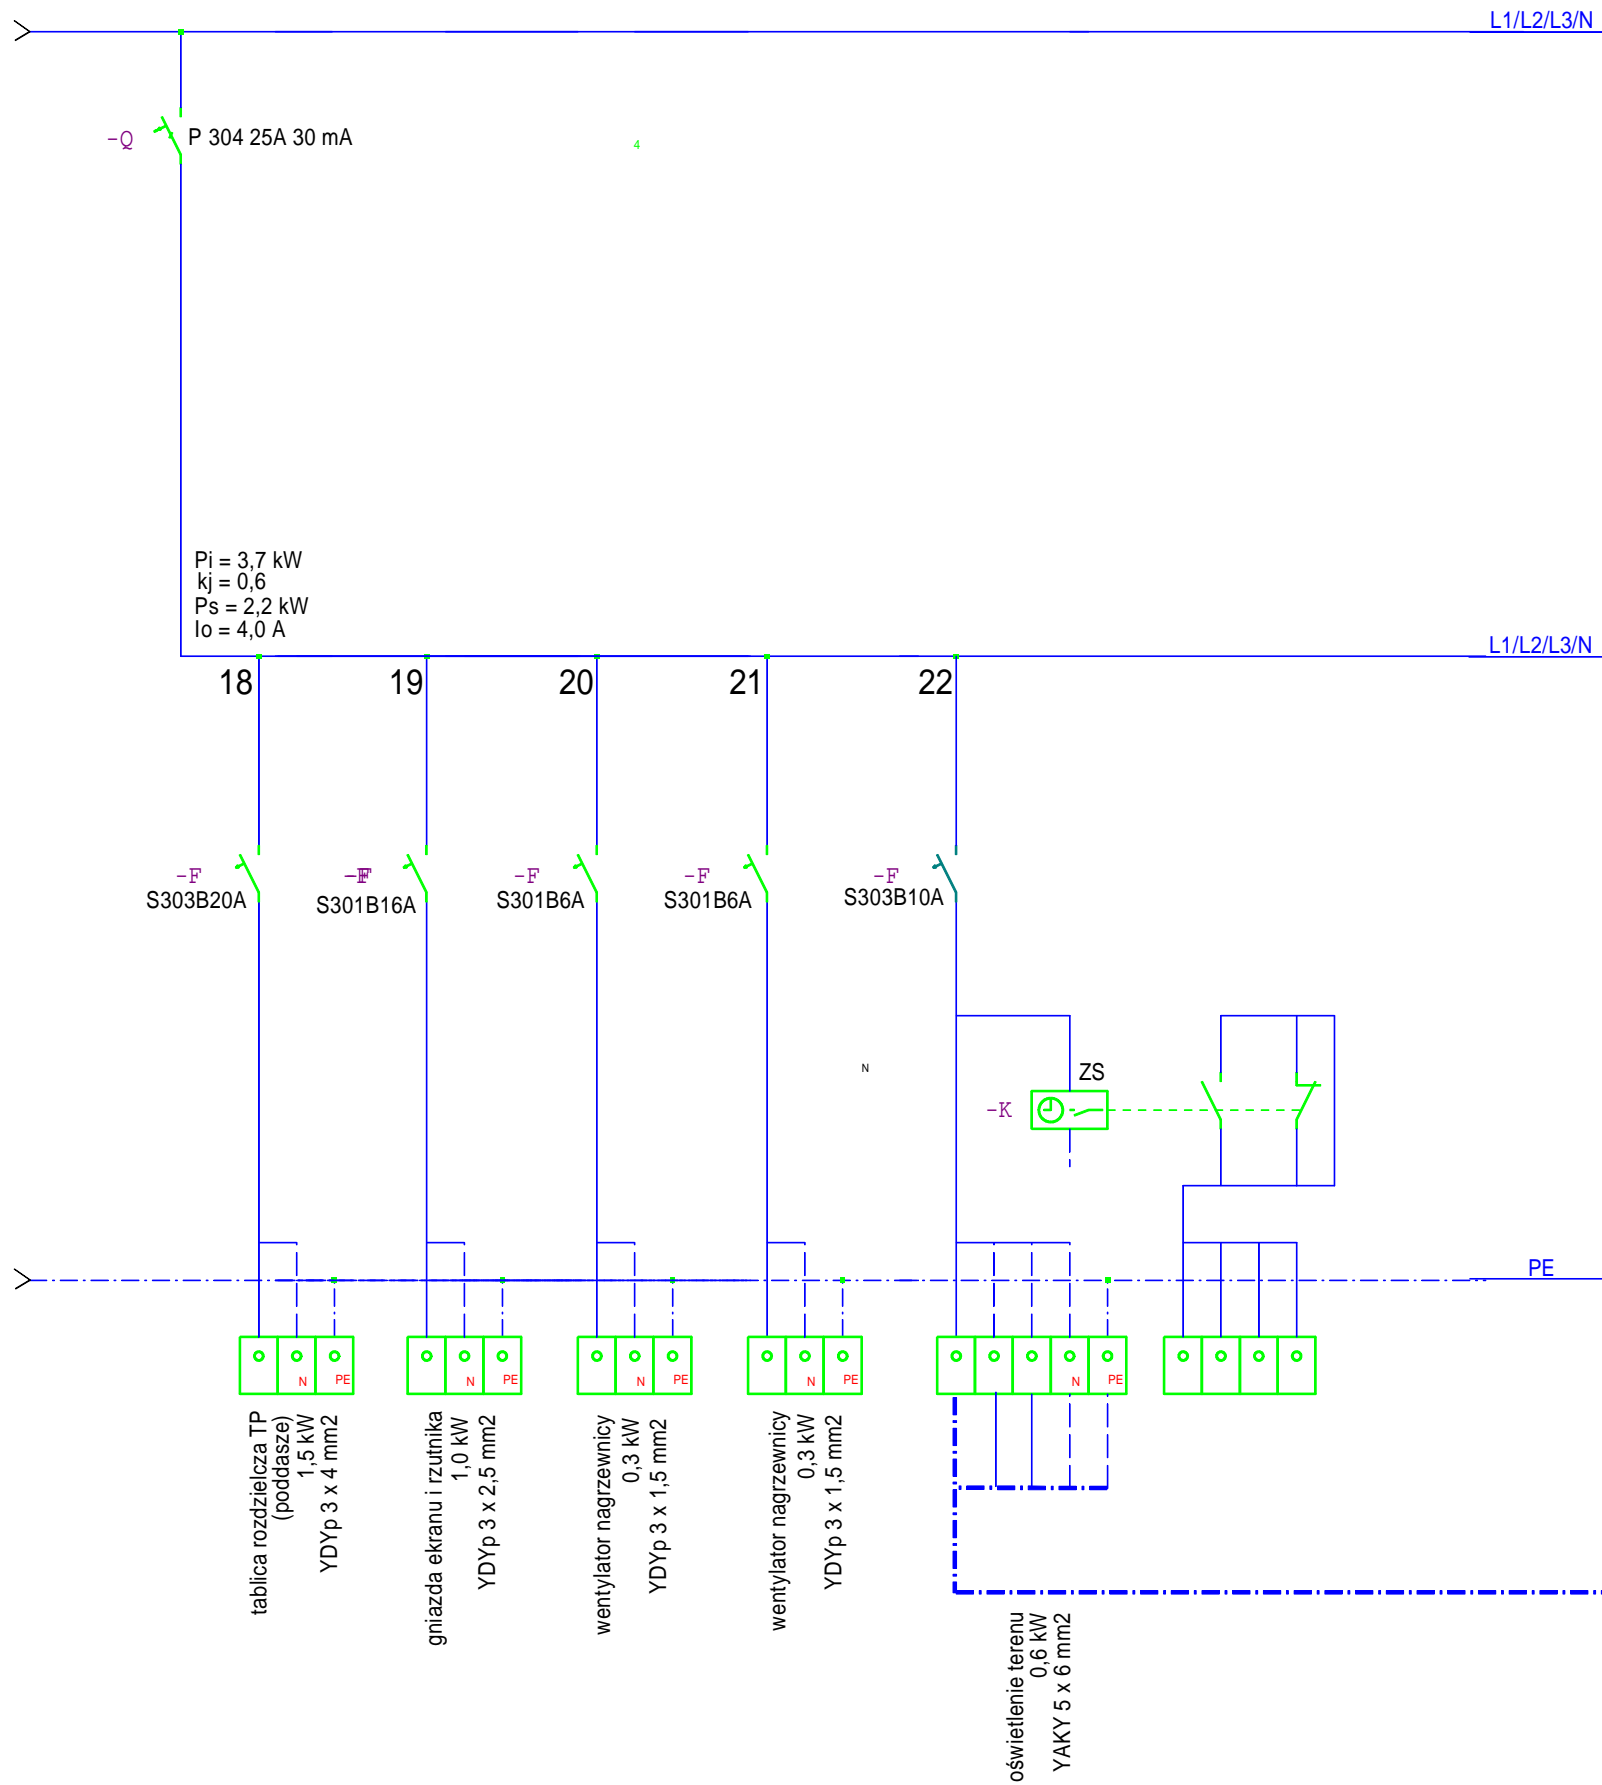 L1/L2/L3/N
-Q
P 304 25A 30 mA
4
Pi = 3,7 kW
kj = 0,6
Ps = 2,2 kW
Io = 4,0 A
L1/L2/L3/N
18
19
20
21
22
-F
S303B20A
-F
S301B16A
-F
S301B6A
-F
S301B6A
-F
S303B10A
N
ZS
-K
PE
N
PE
N
PE
N
PE
N
PE
N
PE
tablica rozdzielcza TP
(poddasze)
1,5 kW
YDYp 3 x 4 mm2
gniazda ekranu i rzutnika
1,0 kW
YDYp 3 x 2,5 mm2
wentylator nagrzewnicy
0,3 kW
YDYp 3 x 1,5 mm2
wentylator nagrzewnicy
0,3 kW
YDYp 3 x 1,5 mm2
oświetlenie terenu
0,6 kW
YAKY 5 x 6 mm2